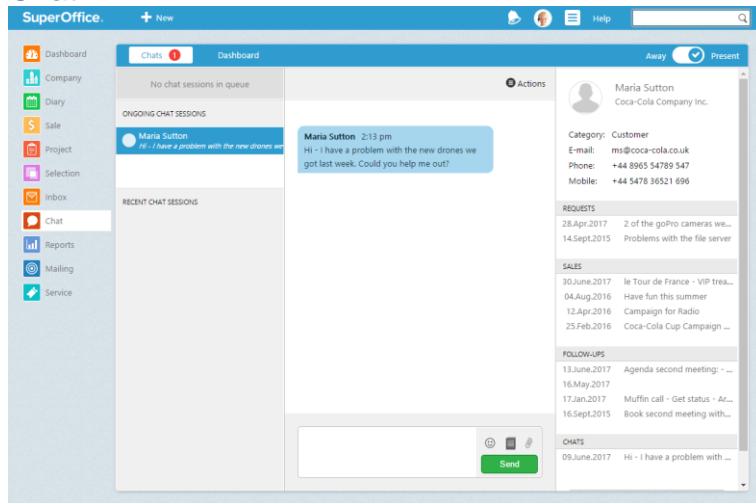 SuperOffice.
New
Help
Dashboard
Company
Diary
Sale
Project
Selection
Inbox
Chat
Reports
Mailing
Service
Chats 1
Dashboard
Away
Present
No chat sessions in queue
ONGOING CHAT SESSIONS
Maria Sutton
Hi - I have a problem with the new drones we
RECENT CHAT SESSIONS
Actions
Maria Sutton 2:13 pm
Hi - I have a problem with the new drones we
got last week. Could you help me out?
Send
Maria Sutton
Coca-Cola Company Inc.
Category: Customer
E-mail: ms@coca-cola.co.uk
Phone: +44 8965 54789 547
Mobile: +44 5478 36521 696
REQUESTS
28.Apr.2017 2 of the goPro cameras we...
14.Sept.2015 Problems with the file server
SALES
30.June.2017 le Tour de France - VIP trea...
04.Aug.2016 Have fun this summer
12.Apr.2016 Campaign for Radio
25.Feb.2016 Coca-Cola Cup Campaign ...
FOLLOW-UPS
13.June.2017 Agenda second meeting: - ...
16.May.2017
17.Jan.2017 Muffin call - Get status - Ar...
16.Sept.2015 Book second meeting with...
CHATS
09.June.2017 Hi - I have a problem with ...